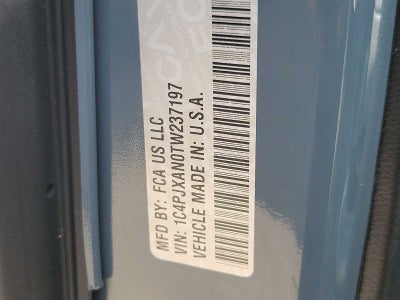 MFD BY: FCA US LLC
VIN: 1C4PJXAN0TW237197
VEHICLE MADE IN: U.S.A.